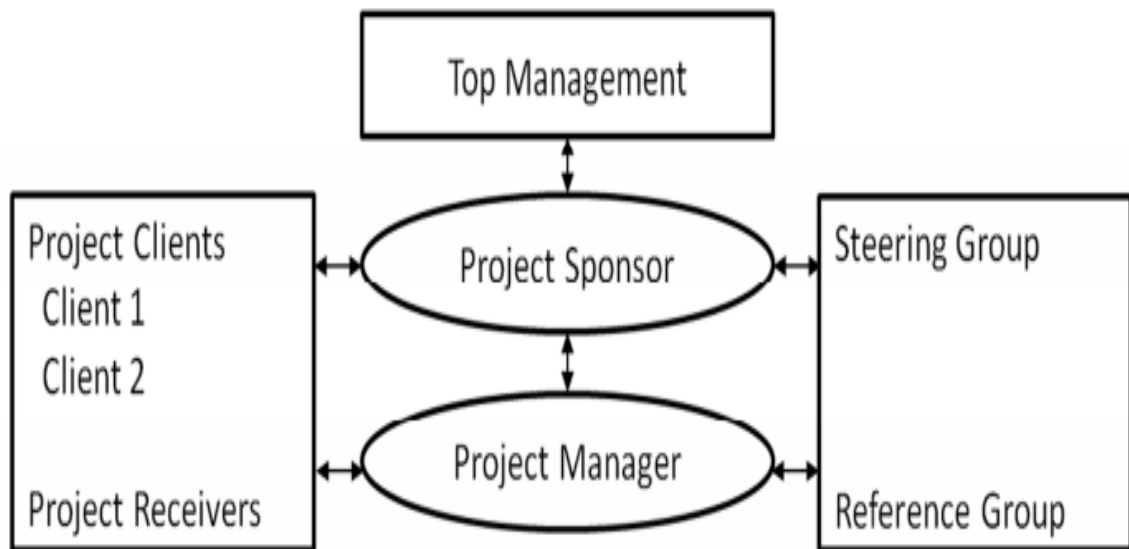 Top Management
Project Clients
Client 1
Client 2
Project Receivers
Project Sponsor
Project Manager
Steering Group
Reference Group